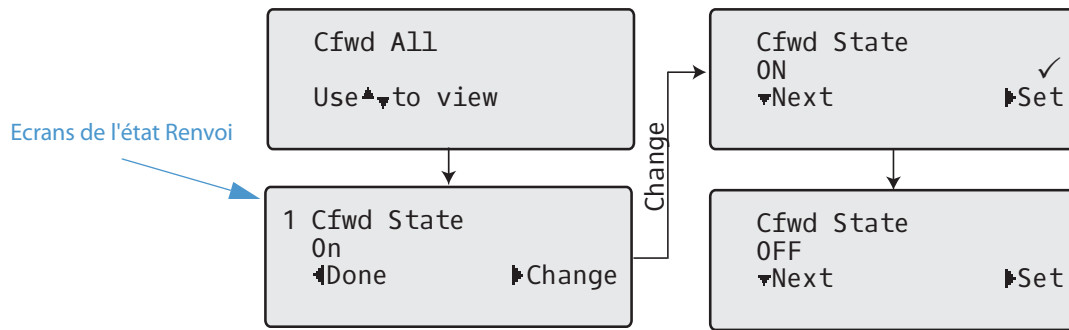 Cfwd All
Use▲▼to view
Ecrans de l'état Renvoi
1 Cfwd State
On
◀Done ▶Change
Change
Cfwd State
ON ✓
▼Next ▶Set
Cfwd State
OFF
▼Next ▶Set